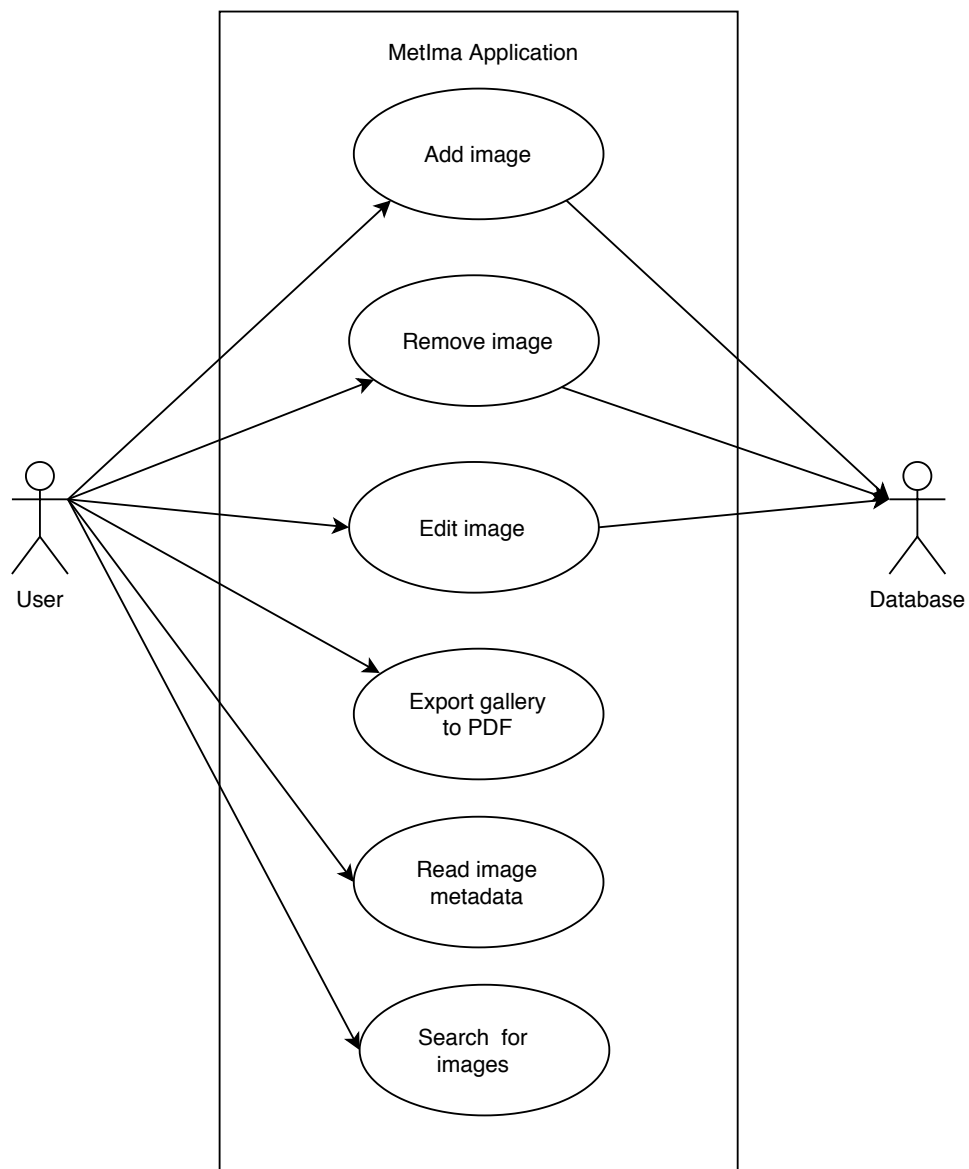 MetIma Application
Add image
Remove image
Edit image
User
Database
Export gallery
to PDF
Read image
metadata
Search for
images